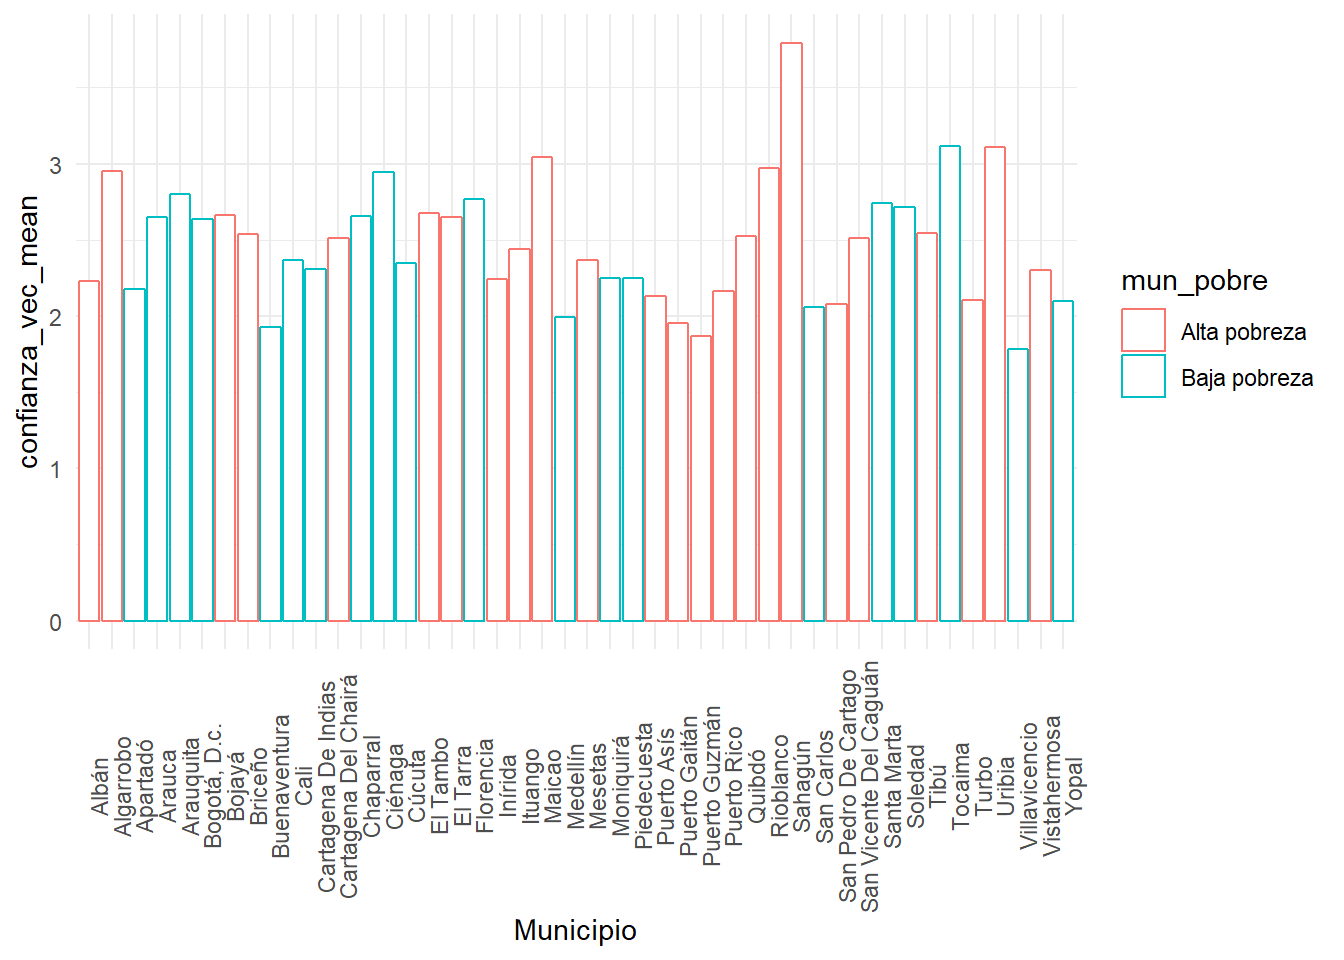 confianza_vec_mean
3
2
1
0
Albán
Algarrobo
Apartadó
Arauca
Arauquita
Bogotá, D.c.
Bojayá
Briceño
Buenaventura
Cali
Cartagena De Indias
Cartagena Del Chairá
Chaparral
Ciénaga
Cúcuta
El Tambo
El Tarra
Florencia
Inírida
Ituango
Maicao
Medellín
Mesetas
Moniquirá
Piedecuesta
Puerto Asís
Puerto Gaitán
Puerto Guzmán
Puerto Rico
Quibdó
Rioblanco
Sahagún
San Carlos
San Pedro De Cartago
San Vicente Del Caguán
Santa Marta
Soledad
Tibú
Tocaima
Turbo
Uribia
Villavicencio
Vistahermosa
Yopal
Municipio
mun_pobre
Alta pobreza
Baja pobreza